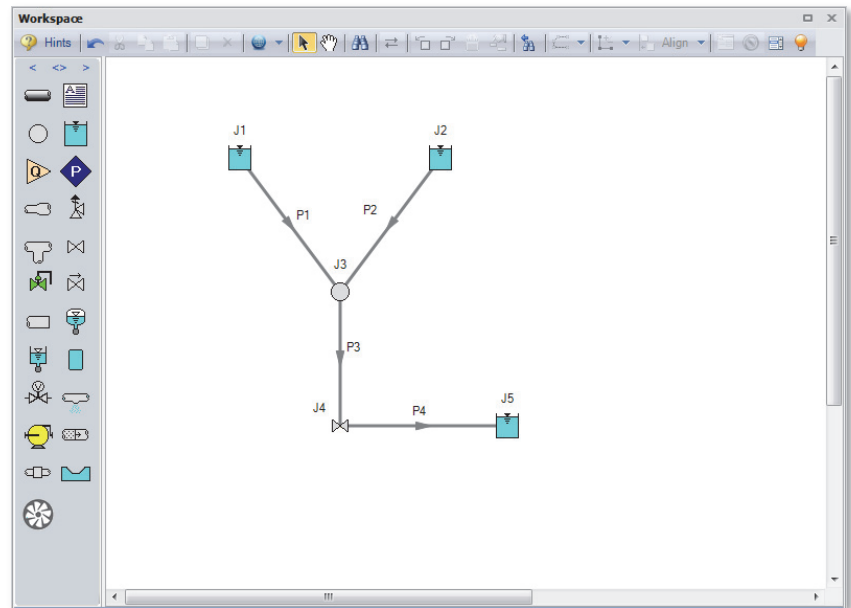 Workspace
Hints Align
< <> >
Q P
J1 J2
P1 P2
J3
V
P3
J4 P4 J5